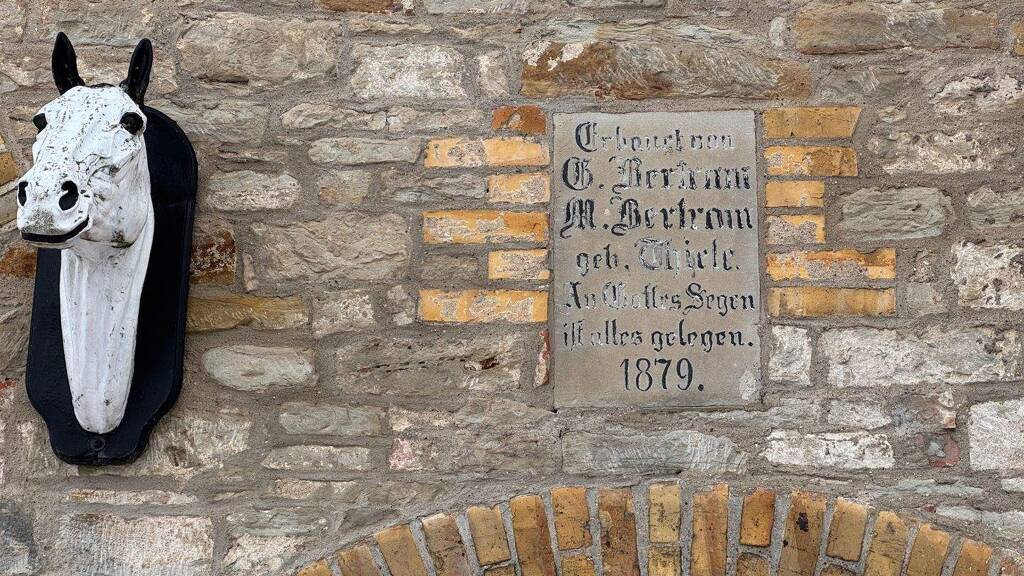 Erbaut von
G. Bertram
M. Bertram
geb. Thiele.
An Gottes Segen
ist alles gelegen.
1879.